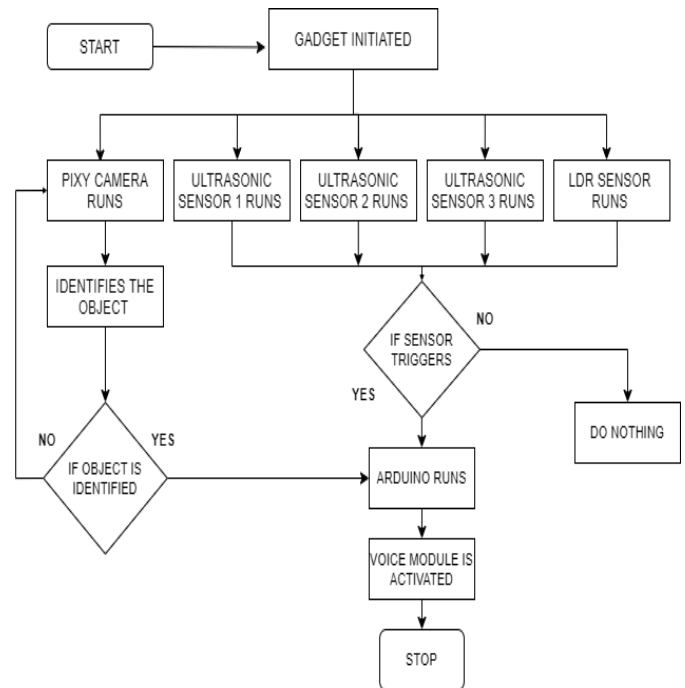 START
GADGET INITIATED
PIXY CAMERA
RUNS
ULTRASONIC
SENSOR 1 RUNS
ULTRASONIC
SENSOR 2 RUNS
ULTRASONIC
SENSOR 3 RUNS
LDR SENSOR
RUNS
IDENTIFIES THE
OBJECT
IF SENSOR
TRIGGERS
NO
YES
DO NOTHING
NO
YES
IF OBJECT IS
IDENTIFIED
ARDUINO RUNS
VOICE MODULE IS
ACTIVATED
STOP